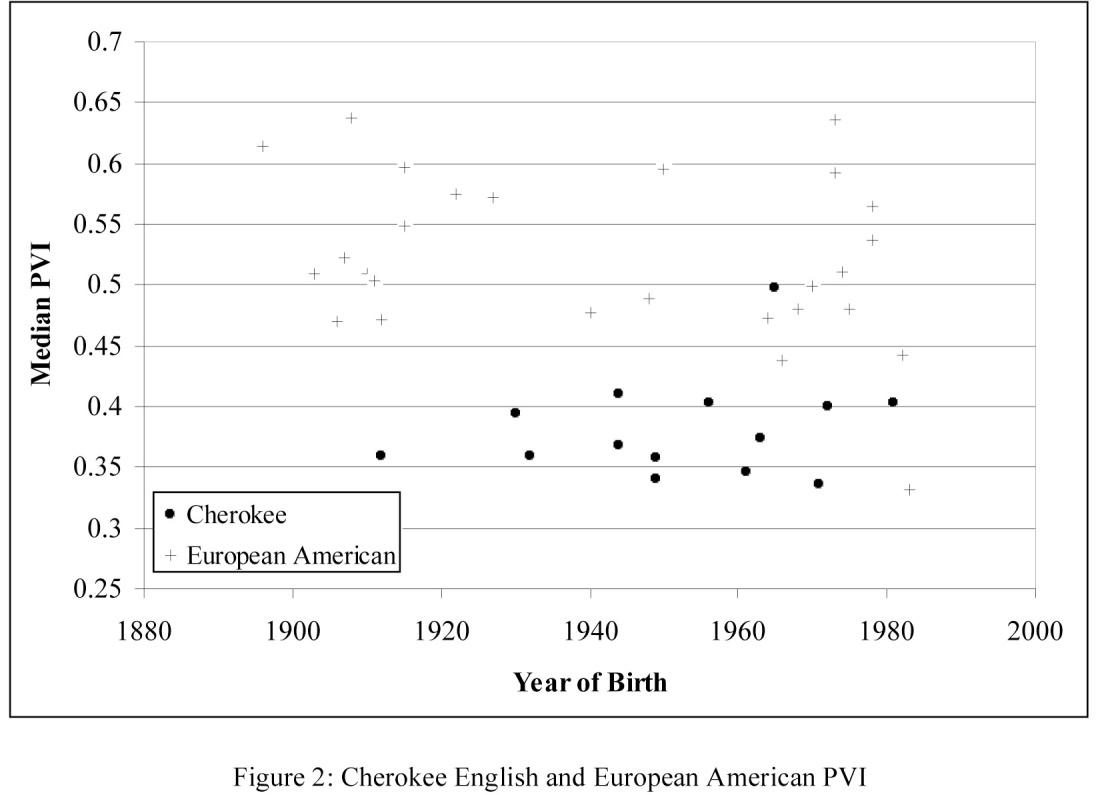 0.7
0.65
0.6
0.55
0.5
0.45
0.4
0.35
0.3
0.25
Median PVI
Cherokee
European American
1880 1900 1920 1940 1960 1980 2000
Year of Birth
Figure 2: Cherokee English and European American PVI